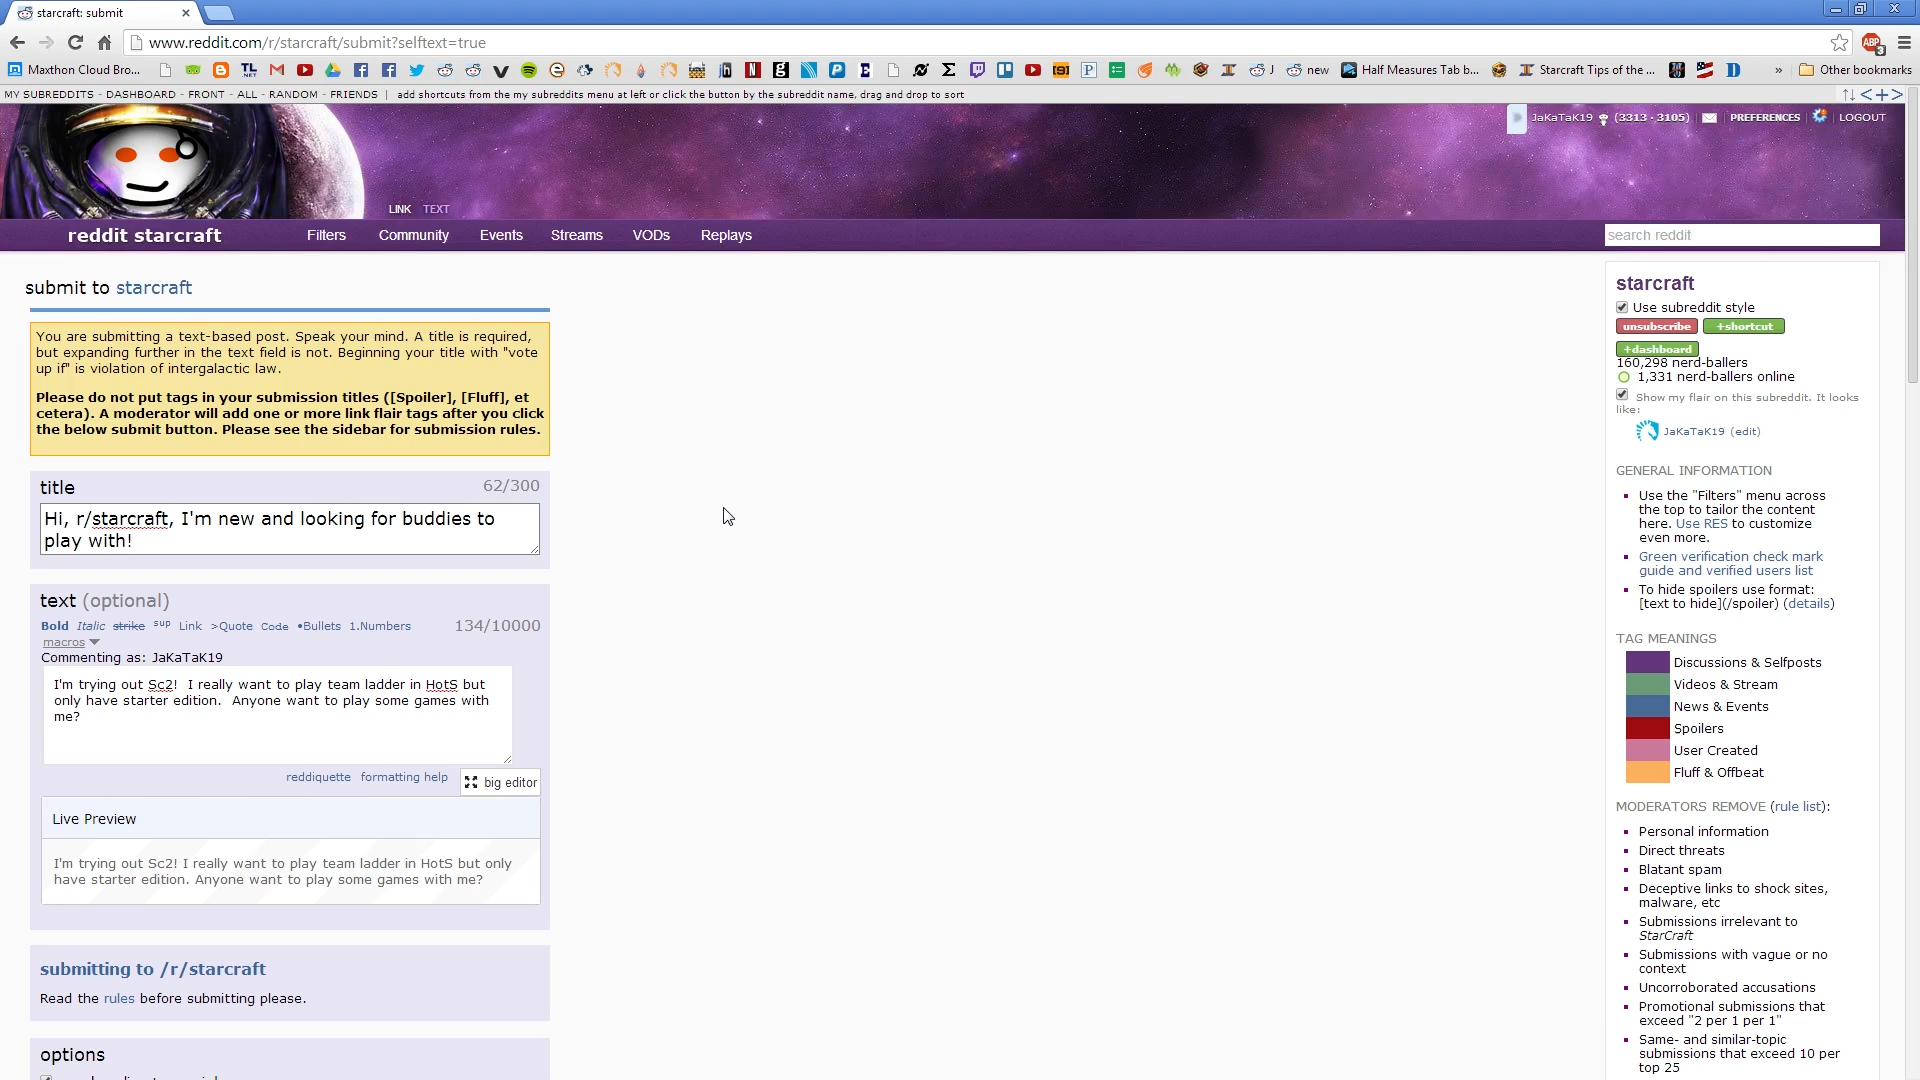 starcraft: submit
www.reddit.com/r/starcraft/submit?selftext=true
ABP 3
Maxthon Cloud Bro...
TL .NET
J
new
Half Measures Tab b...
Starcraft Tips of the ...
»
Other bookmarks
MY SUBREDDITS - DASHBOARD - FRONT - ALL - RANDOM - FRIENDS | add shortcuts from the my subreddits menu at left or click the button by the subreddit name, drag and drop to sort
JaKaTaK19 (3313 · 3105) | PREFERENCES | LOGOUT
LINK TEXT
reddit starcraft Filters Community Events Streams VODs Replays
search reddit
submit to starcraft
You are submitting a text-based post. Speak your mind. A title is required,
but expanding further in the text field is not. Beginning your title with "vote
up if" is violation of intergalactic law.
Please do not put tags in your submission titles ([Spoiler], [Fluff], et
cetera). A moderator will add one or more link flair tags after you click
the below submit button. Please see the sidebar for submission rules.
title 62/300
Hi, r/starcraft, I'm new and looking for buddies to
play with!
text (optional)
Bold Italic strike sup Link >Quote Code •Bullets 1.Numbers 134/10000
macros
Commenting as: JaKaTaK19
I'm trying out Sc2!  I really want to play team ladder in HotS but
only have starter edition.  Anyone want to play some games with
me?
reddiquette formatting help big editor
Live Preview
I'm trying out Sc2! I really want to play team ladder in HotS but only
have starter edition. Anyone want to play some games with me?
submitting to /r/starcraft
Read the rules before submitting please.
options
starcraft
Use subreddit style
unsubscribe +shortcut
+dashboard
160,298 nerd-ballers
1,331 nerd-ballers online
Show my flair on this subreddit. It looks
like:
JaKaTaK19 (edit)
GENERAL INFORMATION
Use the "Filters" menu across
the top to tailor the content
here. Use RES to customize
even more.
Green verification check mark
guide and verified users list
To hide spoilers use format:
[text to hide](/spoiler) (details)
TAG MEANINGS
Discussions & Selfposts
Videos & Stream
News & Events
Spoilers
User Created
Fluff & Offbeat
MODERATORS REMOVE (rule list):
Personal information
Direct threats
Blatant spam
Deceptive links to shock sites,
malware, etc
Submissions irrelevant to
StarCraft
Submissions with vague or no
context
Uncorroborated accusations
Promotional submissions that
exceed "2 per 1 per 1"
Same- and similar-topic
submissions that exceed 10 per
top 25